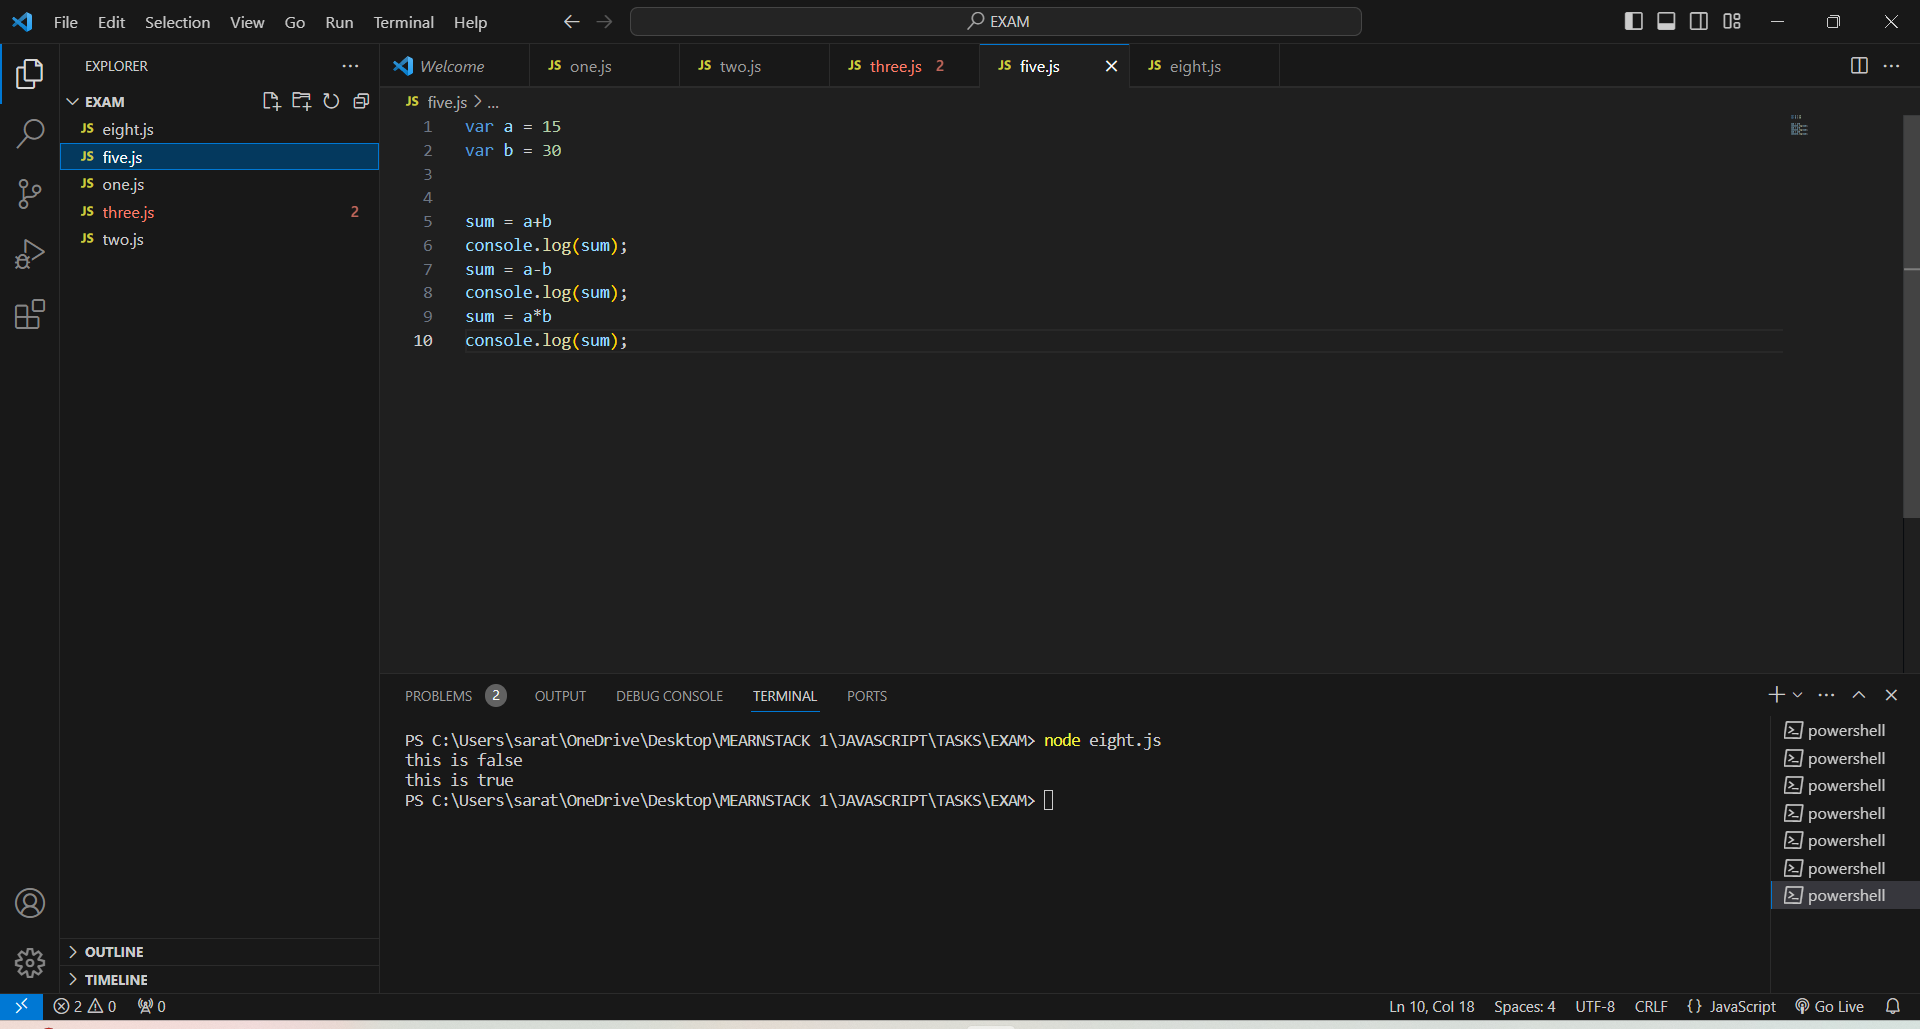 File Edit Selection View Go Run Terminal Help
EXAM
EXPLORER
EXAM
JS eight.js
JS five.js
JS one.js
JS three.js 2
JS two.js
OUTLINE
TIMELINE
Welcome JS one.js JS two.js JS three.js 2 JS five.js JS eight.js
JS five.js > ...
1 var a = 15
2 var b = 30
3
4
5 sum = a+b
6 console.log(sum);
7 sum = a-b
8 console.log(sum);
9 sum = a*b
10 console.log(sum);
PROBLEMS 2 OUTPUT DEBUG CONSOLE TERMINAL PORTS
PS C:\Users\sarat\OneDrive\Desktop\MEARNSTACK 1\JAVASCRIPT\TASKS\EXAM> node eight.js
this is false
this is true
PS C:\Users\sarat\OneDrive\Desktop\MEARNSTACK 1\JAVASCRIPT\TASKS\EXAM>
powershell
powershell
powershell
powershell
powershell
powershell
powershell
2 0 0 Ln 10, Col 18 Spaces: 4 UTF-8 CRLF {} JavaScript Go Live